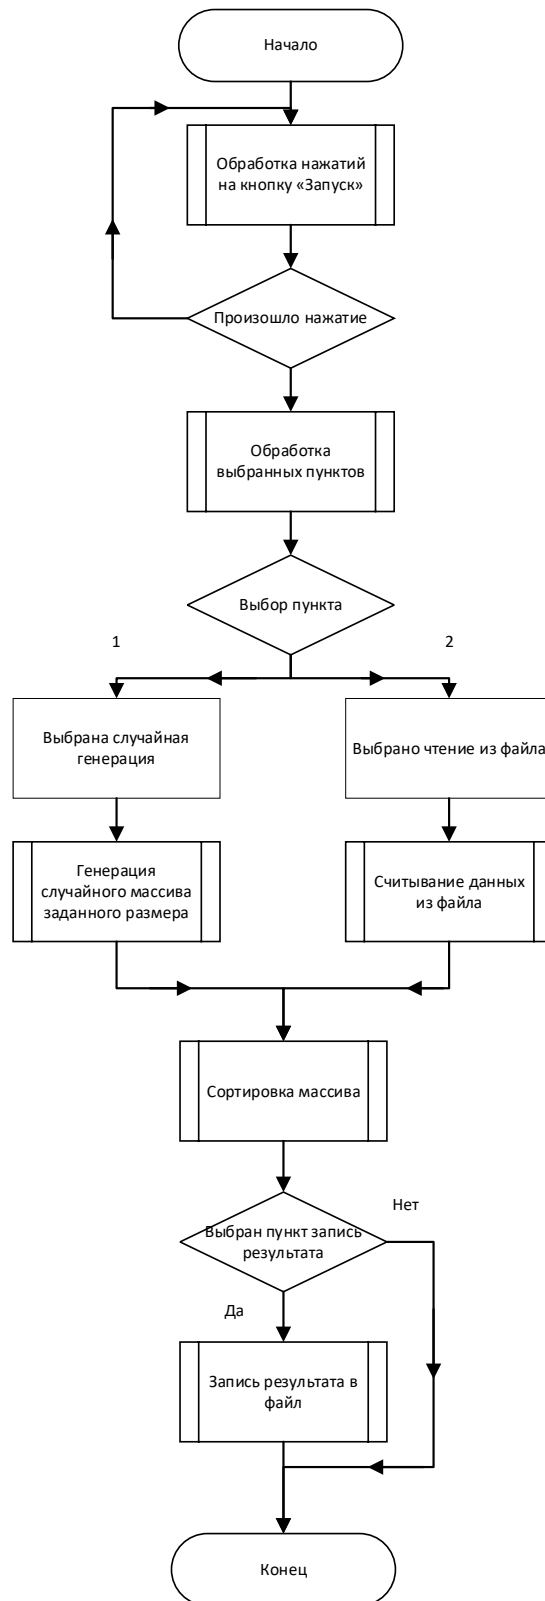 Начало
Обработка нажатий
на кнопку «Запуск»
Произошло нажатие
Обработка
выбранных пунктов
Выбор пункта
1
2
Выбрана случайная
генерация
Выбрано чтение из файла
Генерация
случайного массива
заданного размера
Считывание данных
из файла
Сортировка массива
Выбран пункт запись
результата
Нет
Да
Запись результата в
файл
Конец